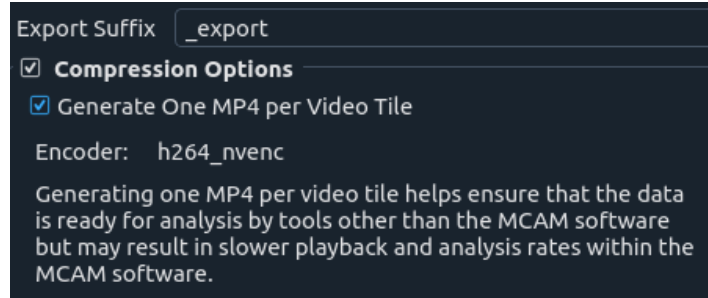 Export Suffix _export
Compression Options
Generate One MP4 per Video Tile
Encoder: h264_nvenc
Generating one MP4 per video tile helps ensure that the data
is ready for analysis by tools other than the MCAM software
but may result in slower playback and analysis rates within the
MCAM software.